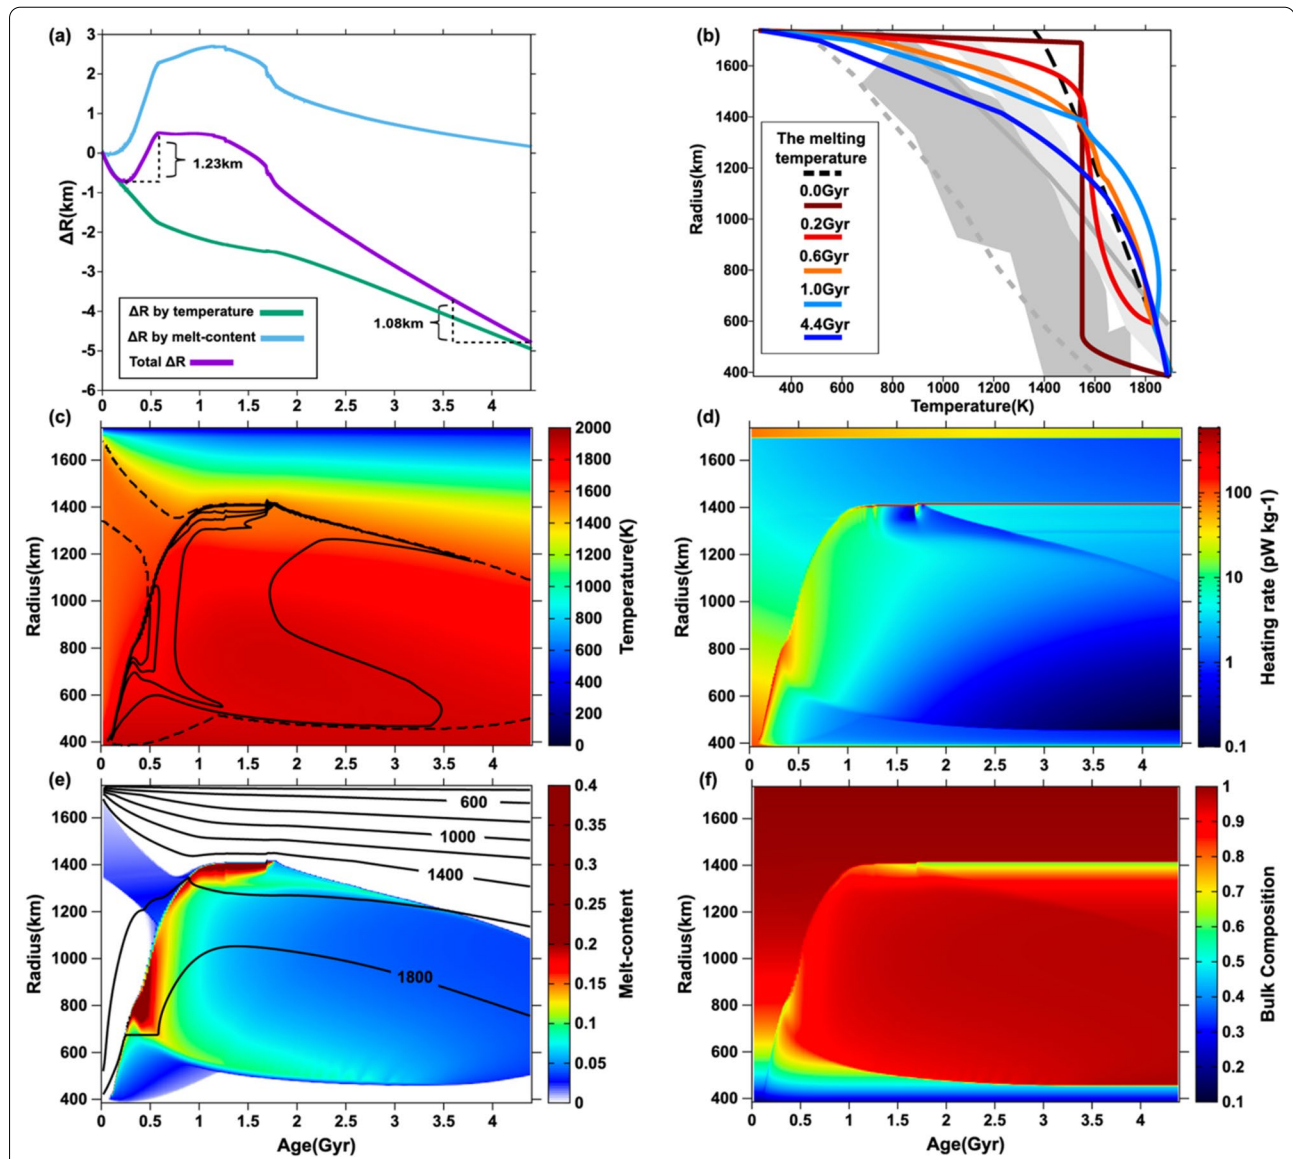 (a)
3
2
1
0
-1
-2
-3
-4
-5
-6
ΔR(km)
1.23km
1.08km
ΔR by temperature
ΔR by melt-content
Total ΔR
0 0.5 1 1.5 2 2.5 3 3.5 4
(b)
1600
1400
1200
1000
800
600
400
Radius(km)
The melting
temperature
0.0Gyr
0.2Gyr
0.6Gyr
1.0Gyr
4.4Gyr
400 600 800 1000 1200 1400 1600 1800
Temperature(K)
(c)
1600
1400
1200
1000
800
600
400
Radius(km)
0 0.5 1 1.5 2 2.5 3 3.5 4
2000
1800
1600
1400
1200
1000
800
600
400
200
0
Temperature(K)
(d)
1600
1400
1200
1000
800
600
400
Radius(km)
0 0.5 1 1.5 2 2.5 3 3.5 4
100
10
1
0.1
Heating rate (pW kg-1)
(e)
1600
1400
1200
1000
800
600
400
Radius(km)
600
1000
1400
1800
0 0.5 1 1.5 2 2.5 3 3.5 4
Age(Gyr)
0.4
0.35
0.3
0.25
0.2
0.15
0.1
0.05
0
Melt-content
(f)
1600
1400
1200
1000
800
600
400
Radius(km)
0 0.5 1 1.5 2 2.5 3 3.5 4
Age(Gyr)
1
0.9
0.8
0.7
0.6
0.5
0.4
0.3
0.2
0.1
Bulk Composition